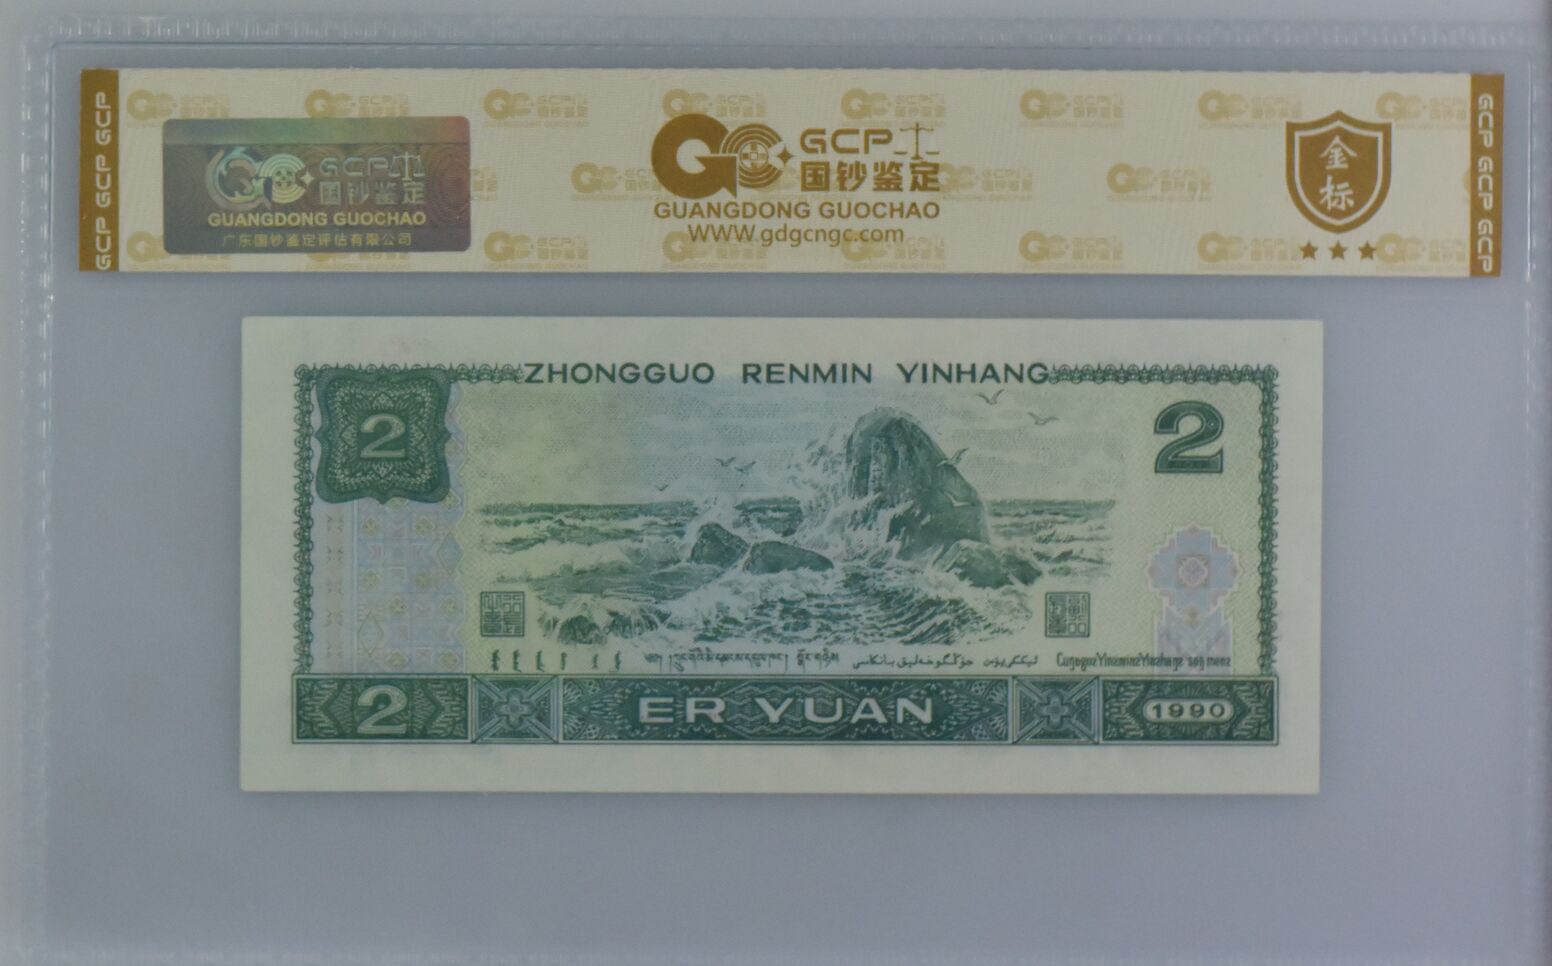 GCP GCP GCP
GCP
国钞鉴定
GUANGDONG GUOCHAO
广东国钞鉴定评估有限公司
GCP
国钞鉴定
GUANGDONG GUOCHAO
WWW.gdgcngc.com
金标
GCP GCP GCP
ZHONGGUO RENMIN YINHANG
2
2
2
ER YUAN
1990